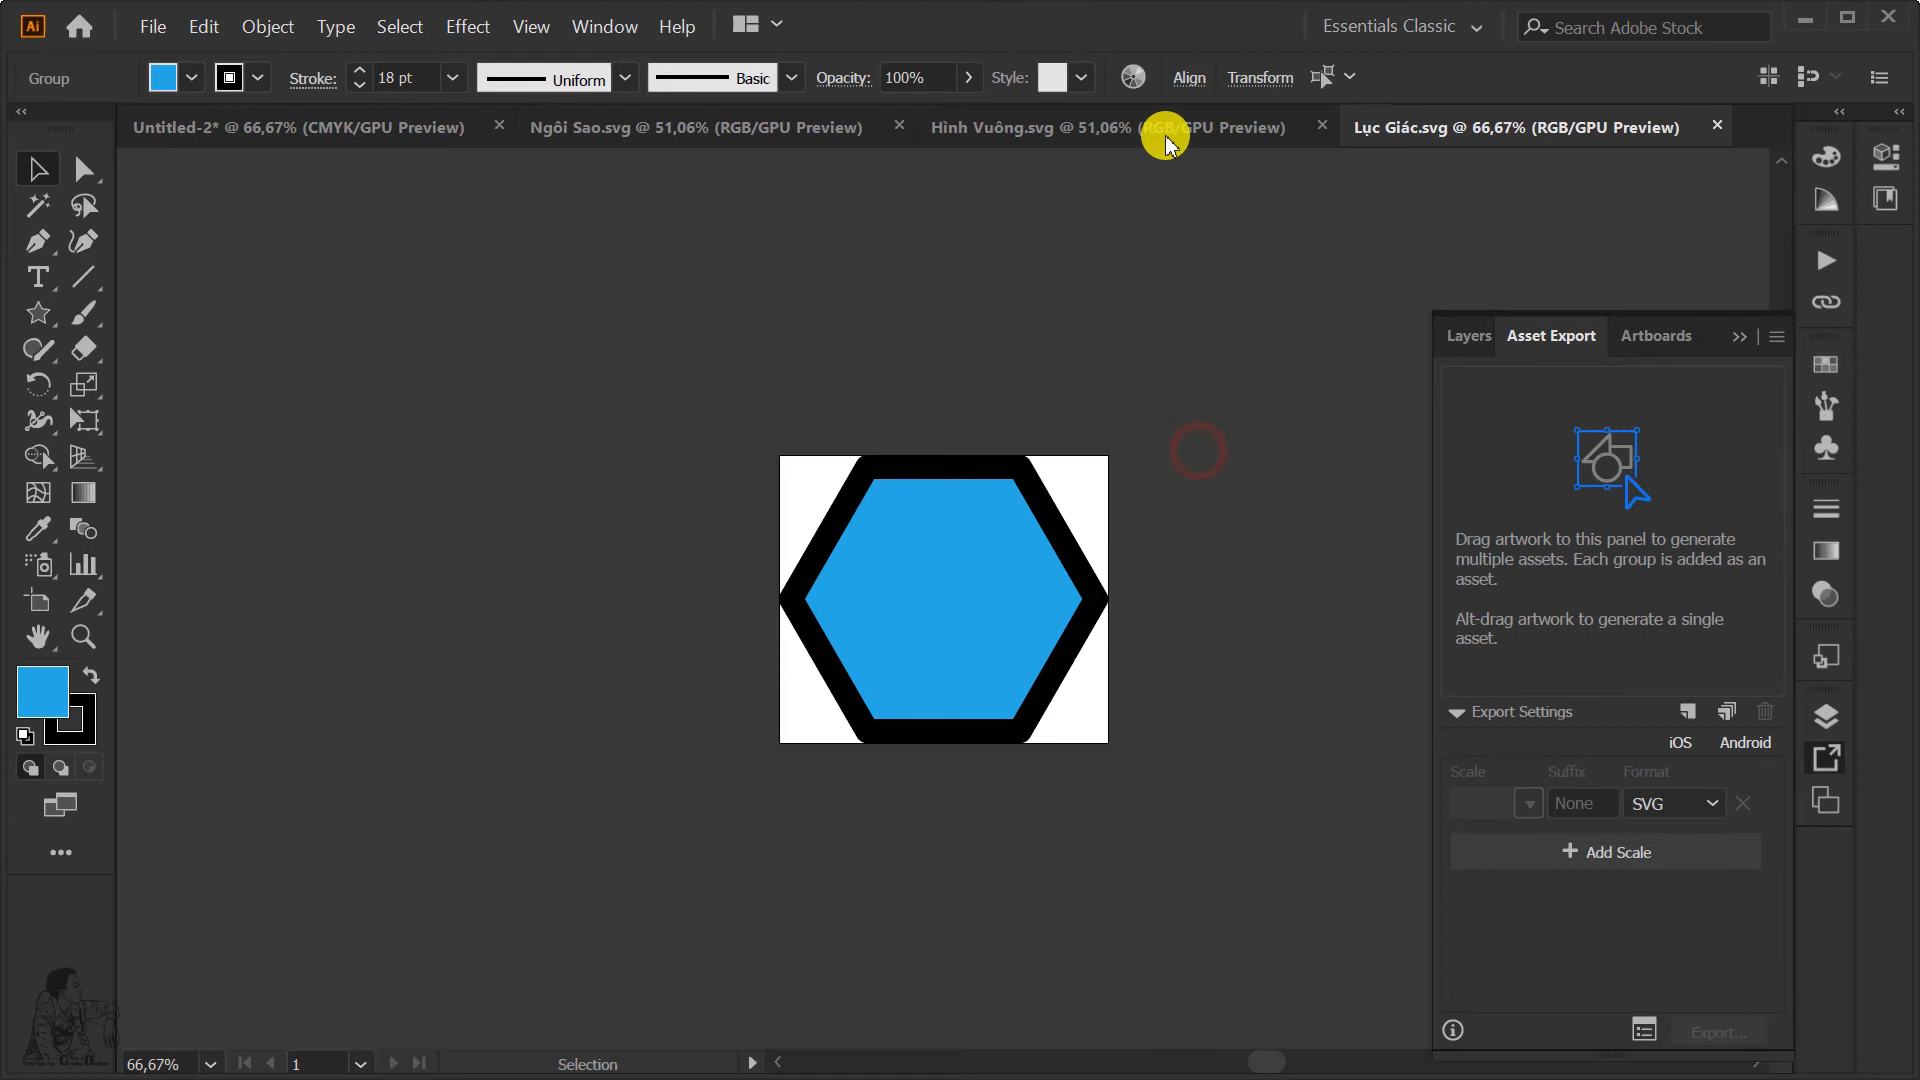 Ai
File Edit Object Type Select Effect View Window Help
Essentials Classic
Search Adobe Stock
Group
Stroke: 18 pt
Uniform
Basic
Opacity: 100%
Style:
Align
Transform
Untitled-2* @ 66,67% (CMYK/GPU Preview)
Ngôi Sao.svg @ 51,06% (RGB/GPU Preview)
Hình Vuông.svg @ 51,06% (RGB/GPU Preview)
Lục Giác.svg @ 66,67% (RGB/GPU Preview)
Layers Asset Export Artboards
Drag artwork to this panel to generate
multiple assets. Each group is added as an
asset.
Alt-drag artwork to generate a single
asset.
Export Settings
iOS Android
Scale Suffix Format
None SVG
+ Add Scale
Export...
66,67%
1
Selection